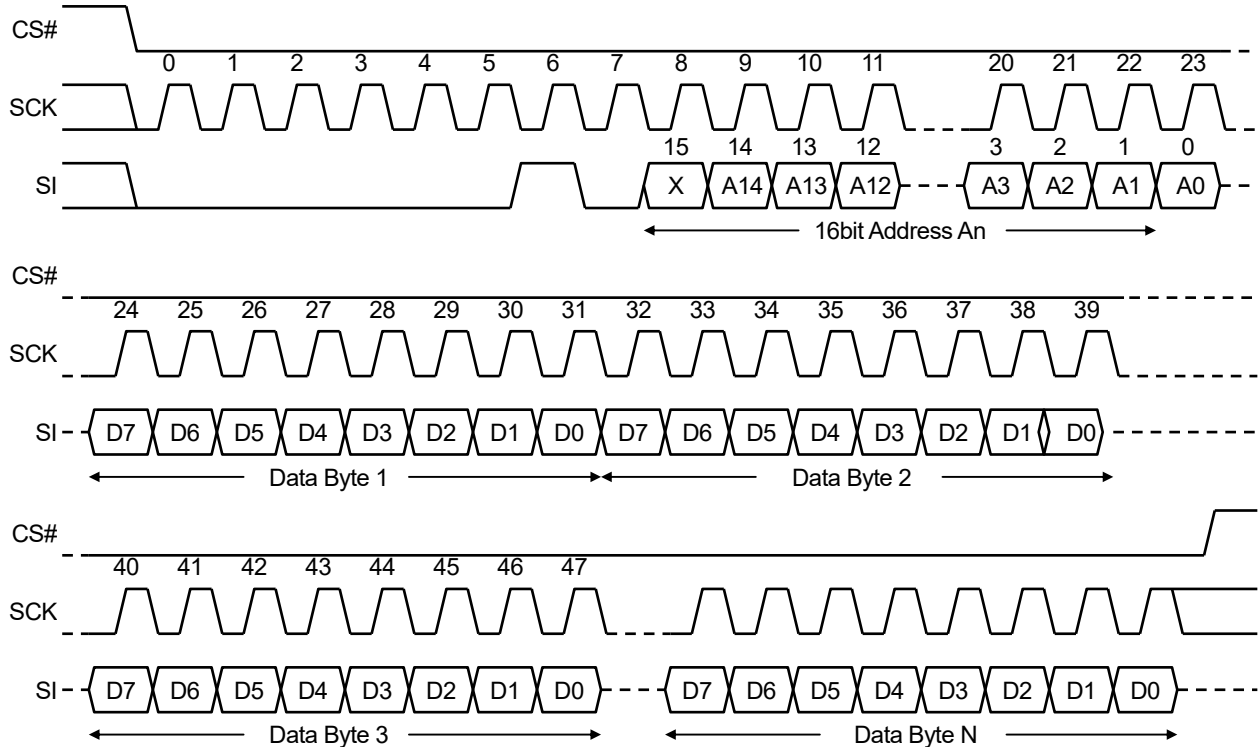 CS#
0 1 2 3 4 5 6 7 8 9 10 11 20 21 22 23
SCK
15 14 13 12 3 2 1 0
SI X A14 A13 A12 A3 A2 A1 A0
16bit Address An
CS#
24 25 26 27 28 29 30 31 32 33 34 35 36 37 38 39
SCK
SI D7 D6 D5 D4 D3 D2 D1 D0 D7 D6 D5 D4 D3 D2 D1 D0
Data Byte 1 Data Byte 2
CS#
40 41 42 43 44 45 46 47
SCK
SI D7 D6 D5 D4 D3 D2 D1 D0 D7 D6 D5 D4 D3 D2 D1 D0
Data Byte 3 Data Byte N